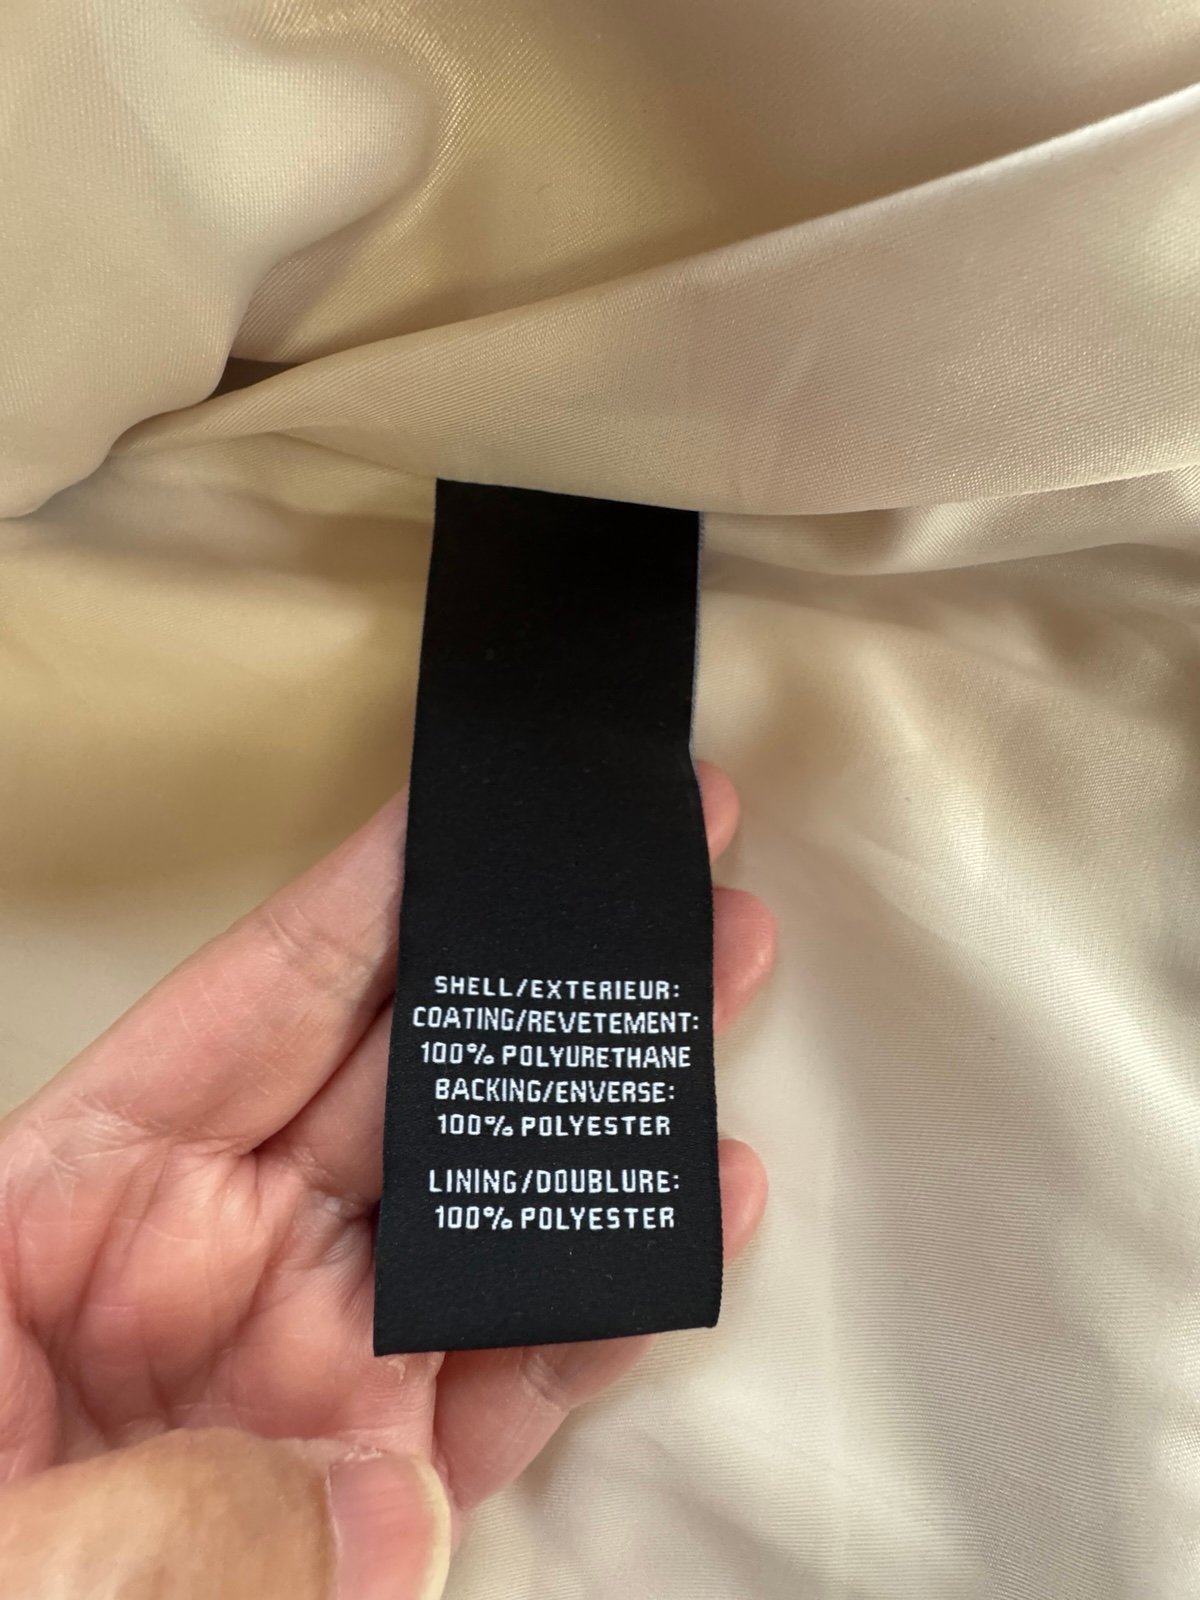 SHELL/EXTERIEUR:
COATING/REVETEMENT:
100% POLYURETHANE
BACKING/ENVERSE:
100% POLYESTER
LINING/DOUBLURE:
100% POLYESTER